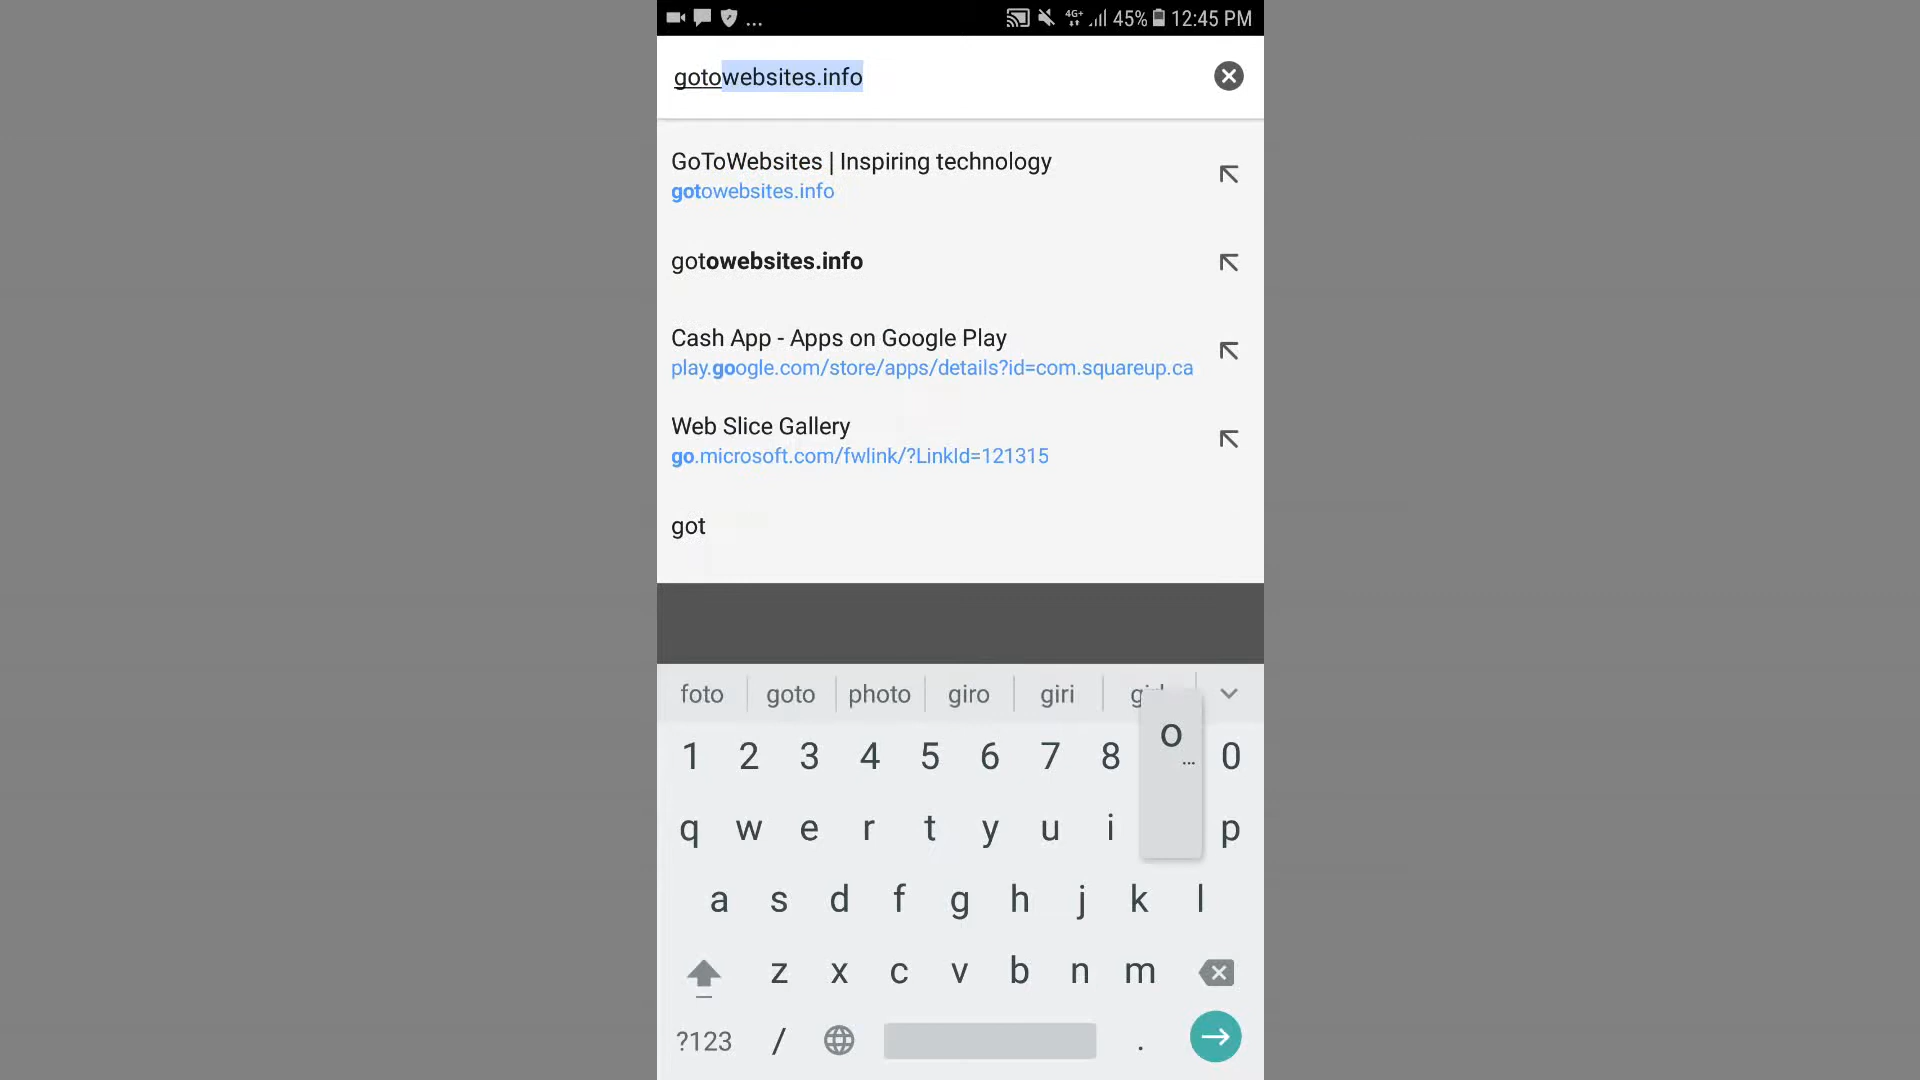 ... 4G+ 45% 12:45 PM
gotowebsites.info
GoToWebsites | Inspiring technology
gotowebsites.info
gotowebsites.info
Cash App - Apps on Google Play
play.google.com/store/apps/details?id=com.squareup.ca
Web Slice Gallery
go.microsoft.com/fwlink/?LinkId=121315
got
foto goto photo giro giri
o
...
1 2 3 4 5 6 7 8 0
q w e r t y u i p
a s d f g h j k l
z x c v b n m
?123 / .